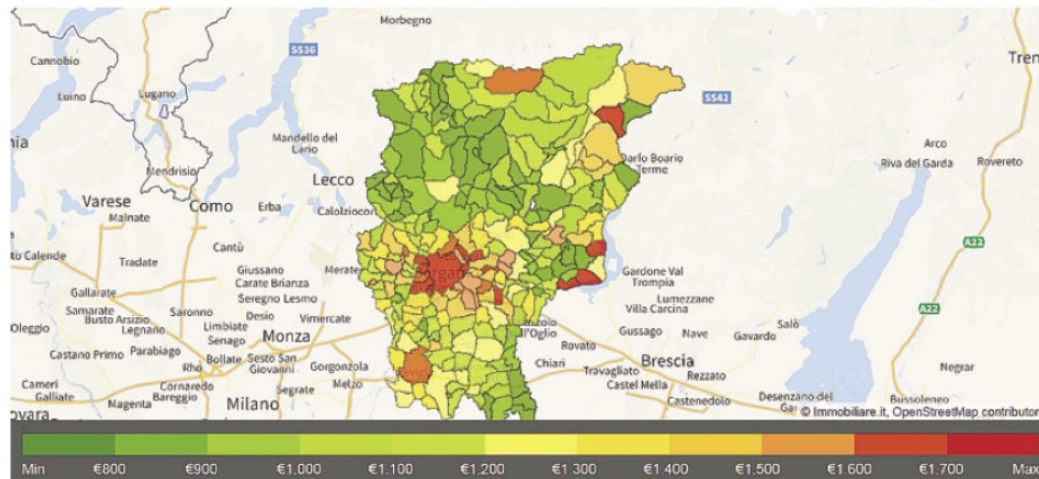 Morbegno
SS36
Cannobio
Tren
Luino
Lugano
SS42
Mandello del
Lario
Arco
Riva del Garda
Rovereto
Mendrisio
Darfo Boario
Terme
Lecco
Varese
Como
Erba
Calolziocor
Malnate
A22
Cantù
Gardone Val
Trompia
Tradate
Giussano
Merate
Carate Brianza
Lumezzane
Gallarate
Seregno Lesmo
Villa Carcina
Samarate
Saronno
Desio
Vimercate
A22
Busto Arsizio
Limbiate
Oleggio
Legnano
Senago
Monza
Gussago
Nave
Salò
Gavardo
Castano Primo
Parabiago
Bollate
Sesto San
Giovanni
Rovato
Chiari
Brescia
Rho
Gorgonzola
Travagliato
Rezzato
Negrar
Cameri
Cornaredo
Melzo
Castel Mella
Galliate
Bareggio
Segrate
Desenzano del
Magenta
Milano
Castenedolo
Bussolengo
© Immobiliare.it, OpenStreetMap contributor
Min €800 €900 €1.000 €1.100 €1.200 €1.300 €1.400 €1.500 €1.600 €1.700 Max